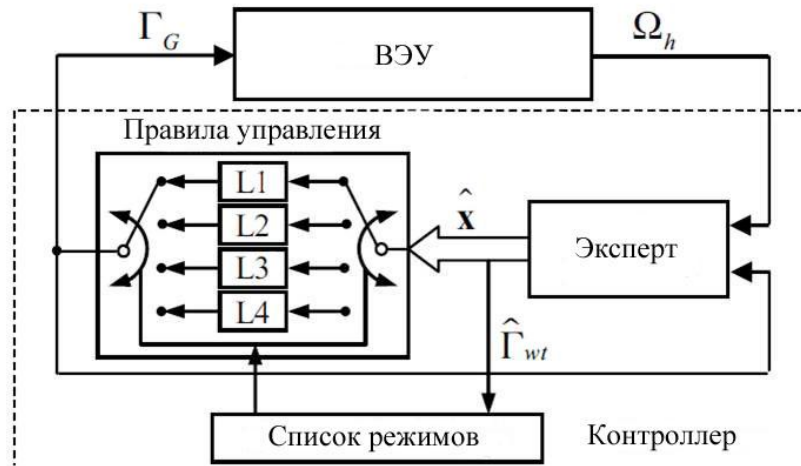 Γ_G
ВЭУ
Ω_h
Правила управления
L1
L2
L3
L4
x̂
Эксперт
Γ̂_wt
Список режимов
Контроллер